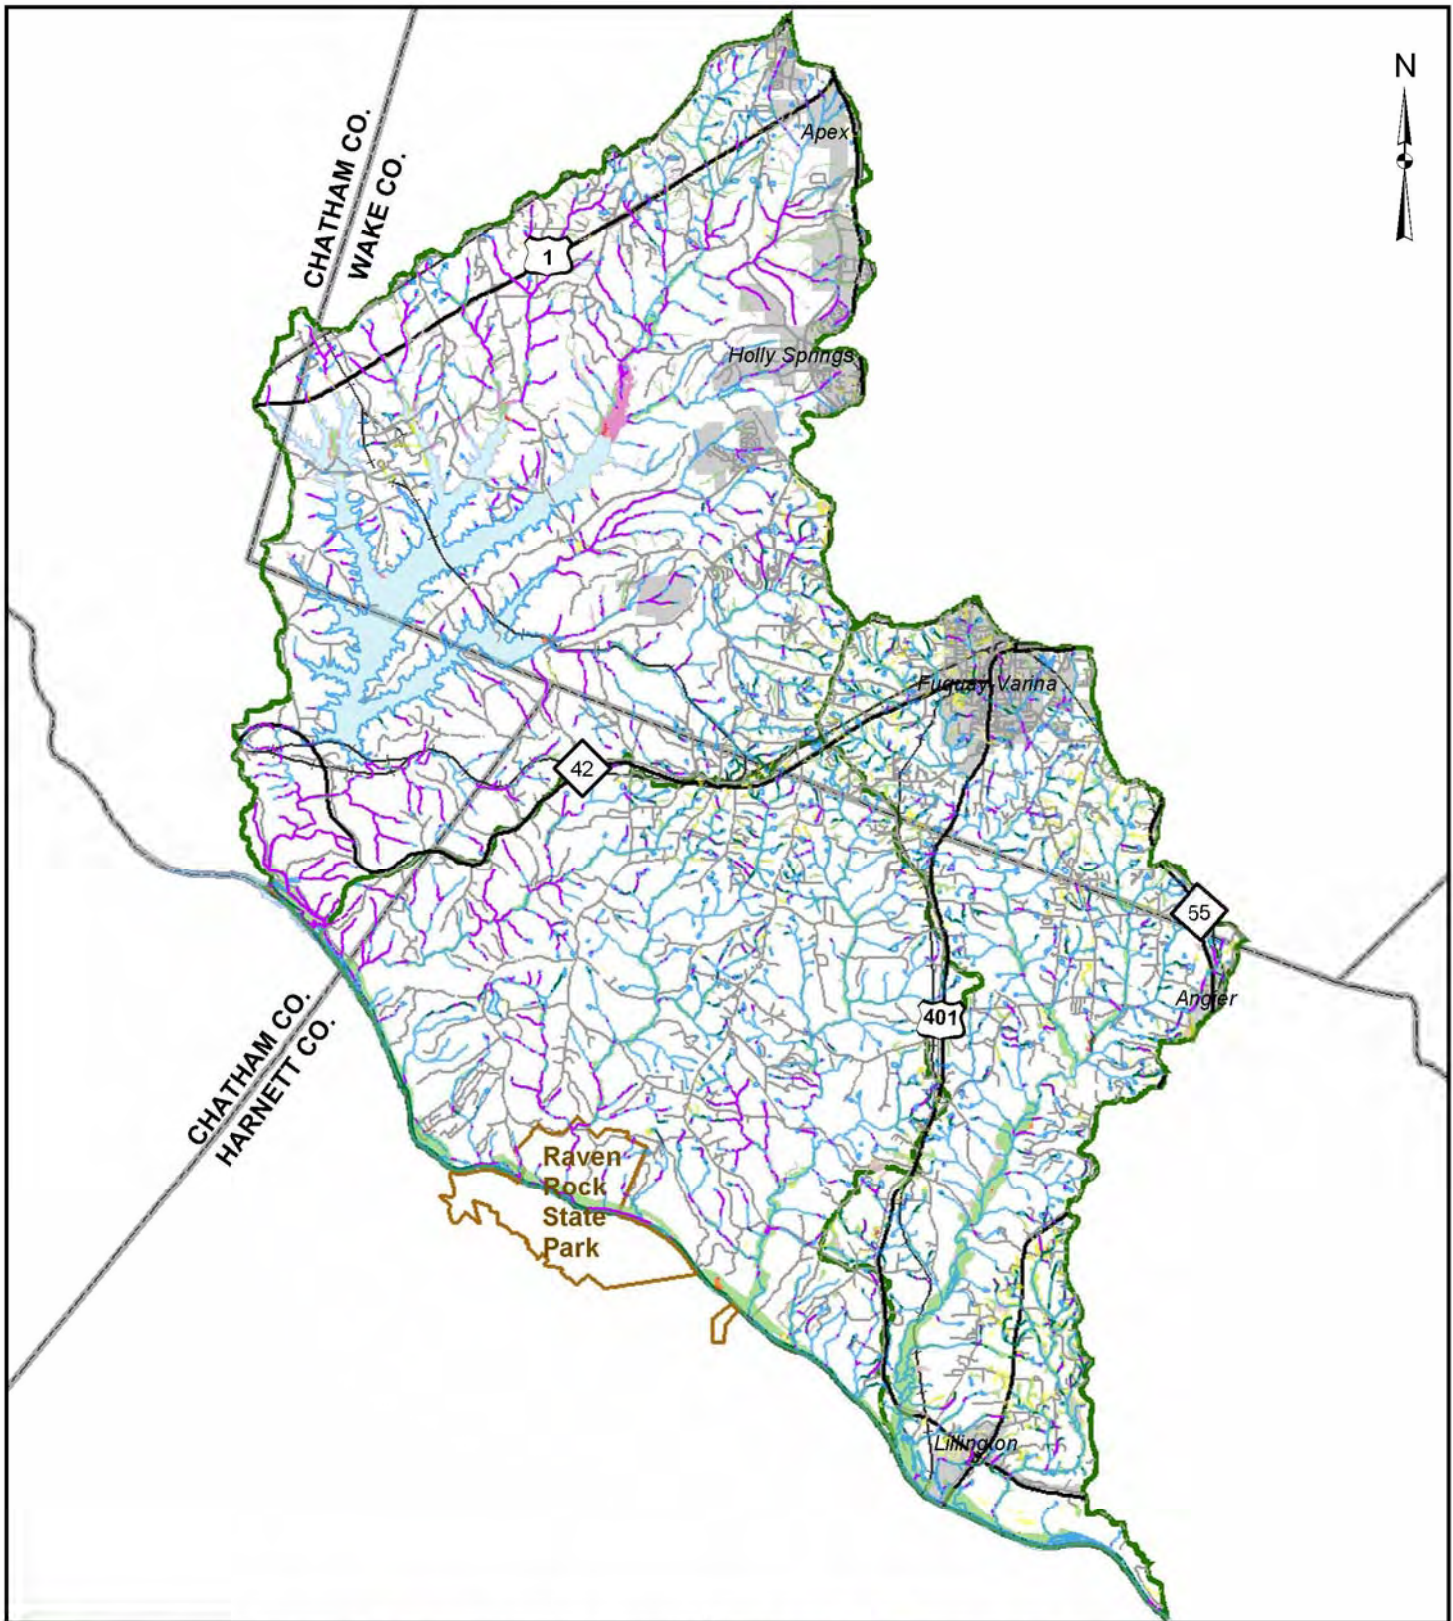 N
CHATHAM CO.
WAKE CO.
Apex
1
Holly Springs
Fuquay-Varina
42
55
Angier
401
CHATHAM CO.
HARNETT CO.
Raven
Rock
State
Park
Lillington